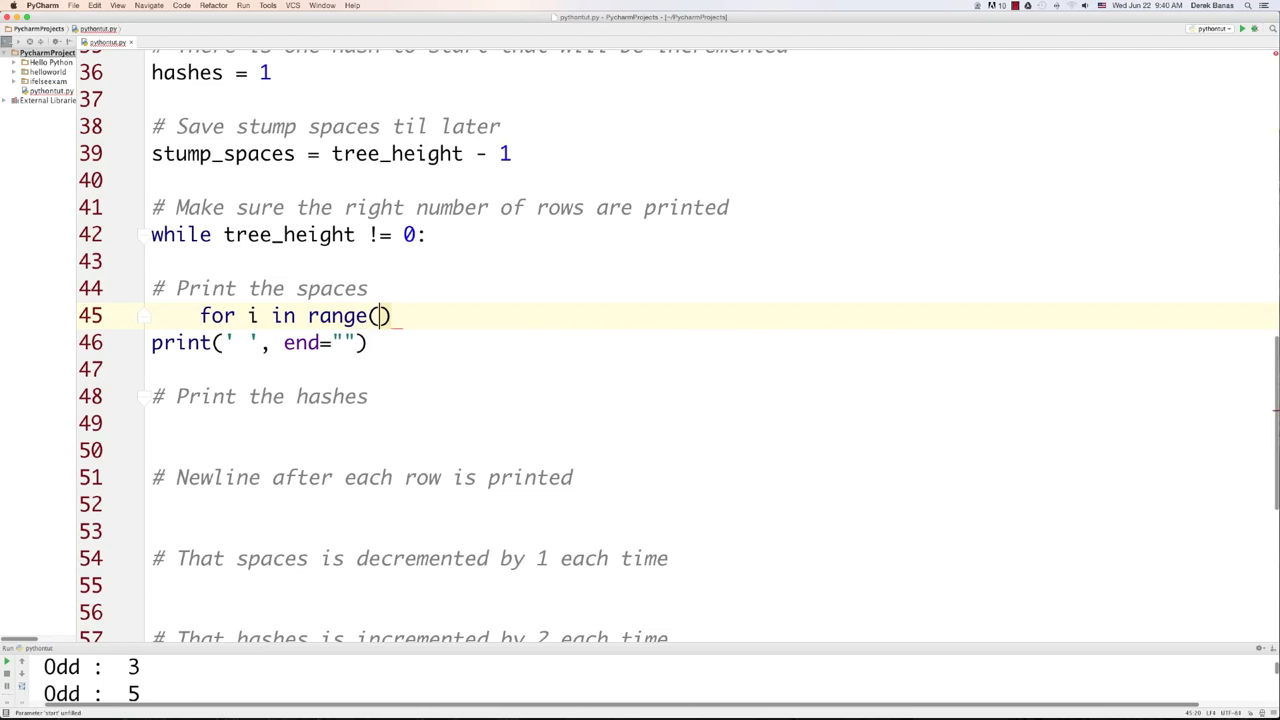 PyCharm File Edit View Navigate Code Refactor Run Tools VCS Window Help 10 Wed Jun 22 9:40 AM Derek Banas
pythontut.py - PycharmProjects - [~/PycharmProjects]
PycharmProjects pythontut.py pythontut
pythontut.py
PycharmProject
Hello Python
helloworld
ifelseexam
pythontut.py
External Librarie
35 # There is one hash to start that will be incremented
36 hashes = 1
37
38 # Save stump spaces til later
39 stump_spaces = tree_height - 1
40
41 # Make sure the right number of rows are printed
42 while tree_height != 0:
43
44 # Print the spaces
45 for i in range()
46 print(' ', end="")
47
48 # Print the hashes
49
50
51 # Newline after each row is printed
52
53
54 # That spaces is decremented by 1 each time
55
56
57 # That hashes is incremented by 2 each time
Run pythontut
Odd : 3
Odd : 5
Parameter 'start' unfilled 45:20 LF UTF-8